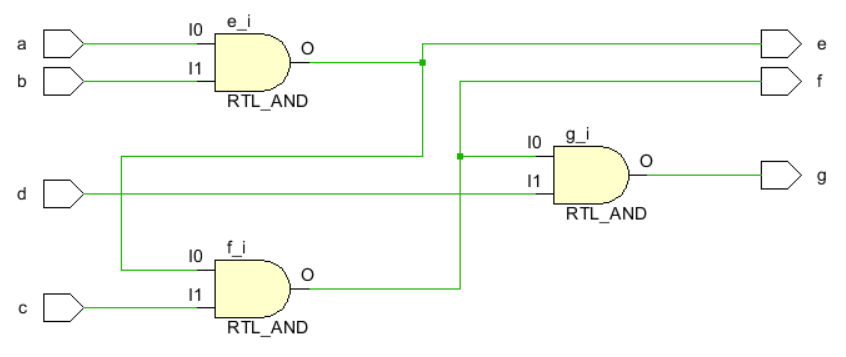 a
b
I0
I1
e_i
O
RTL_AND
e
f
d
I0
I1
g_i
O
RTL_AND
g
c
I0
I1
f_i
O
RTL_AND